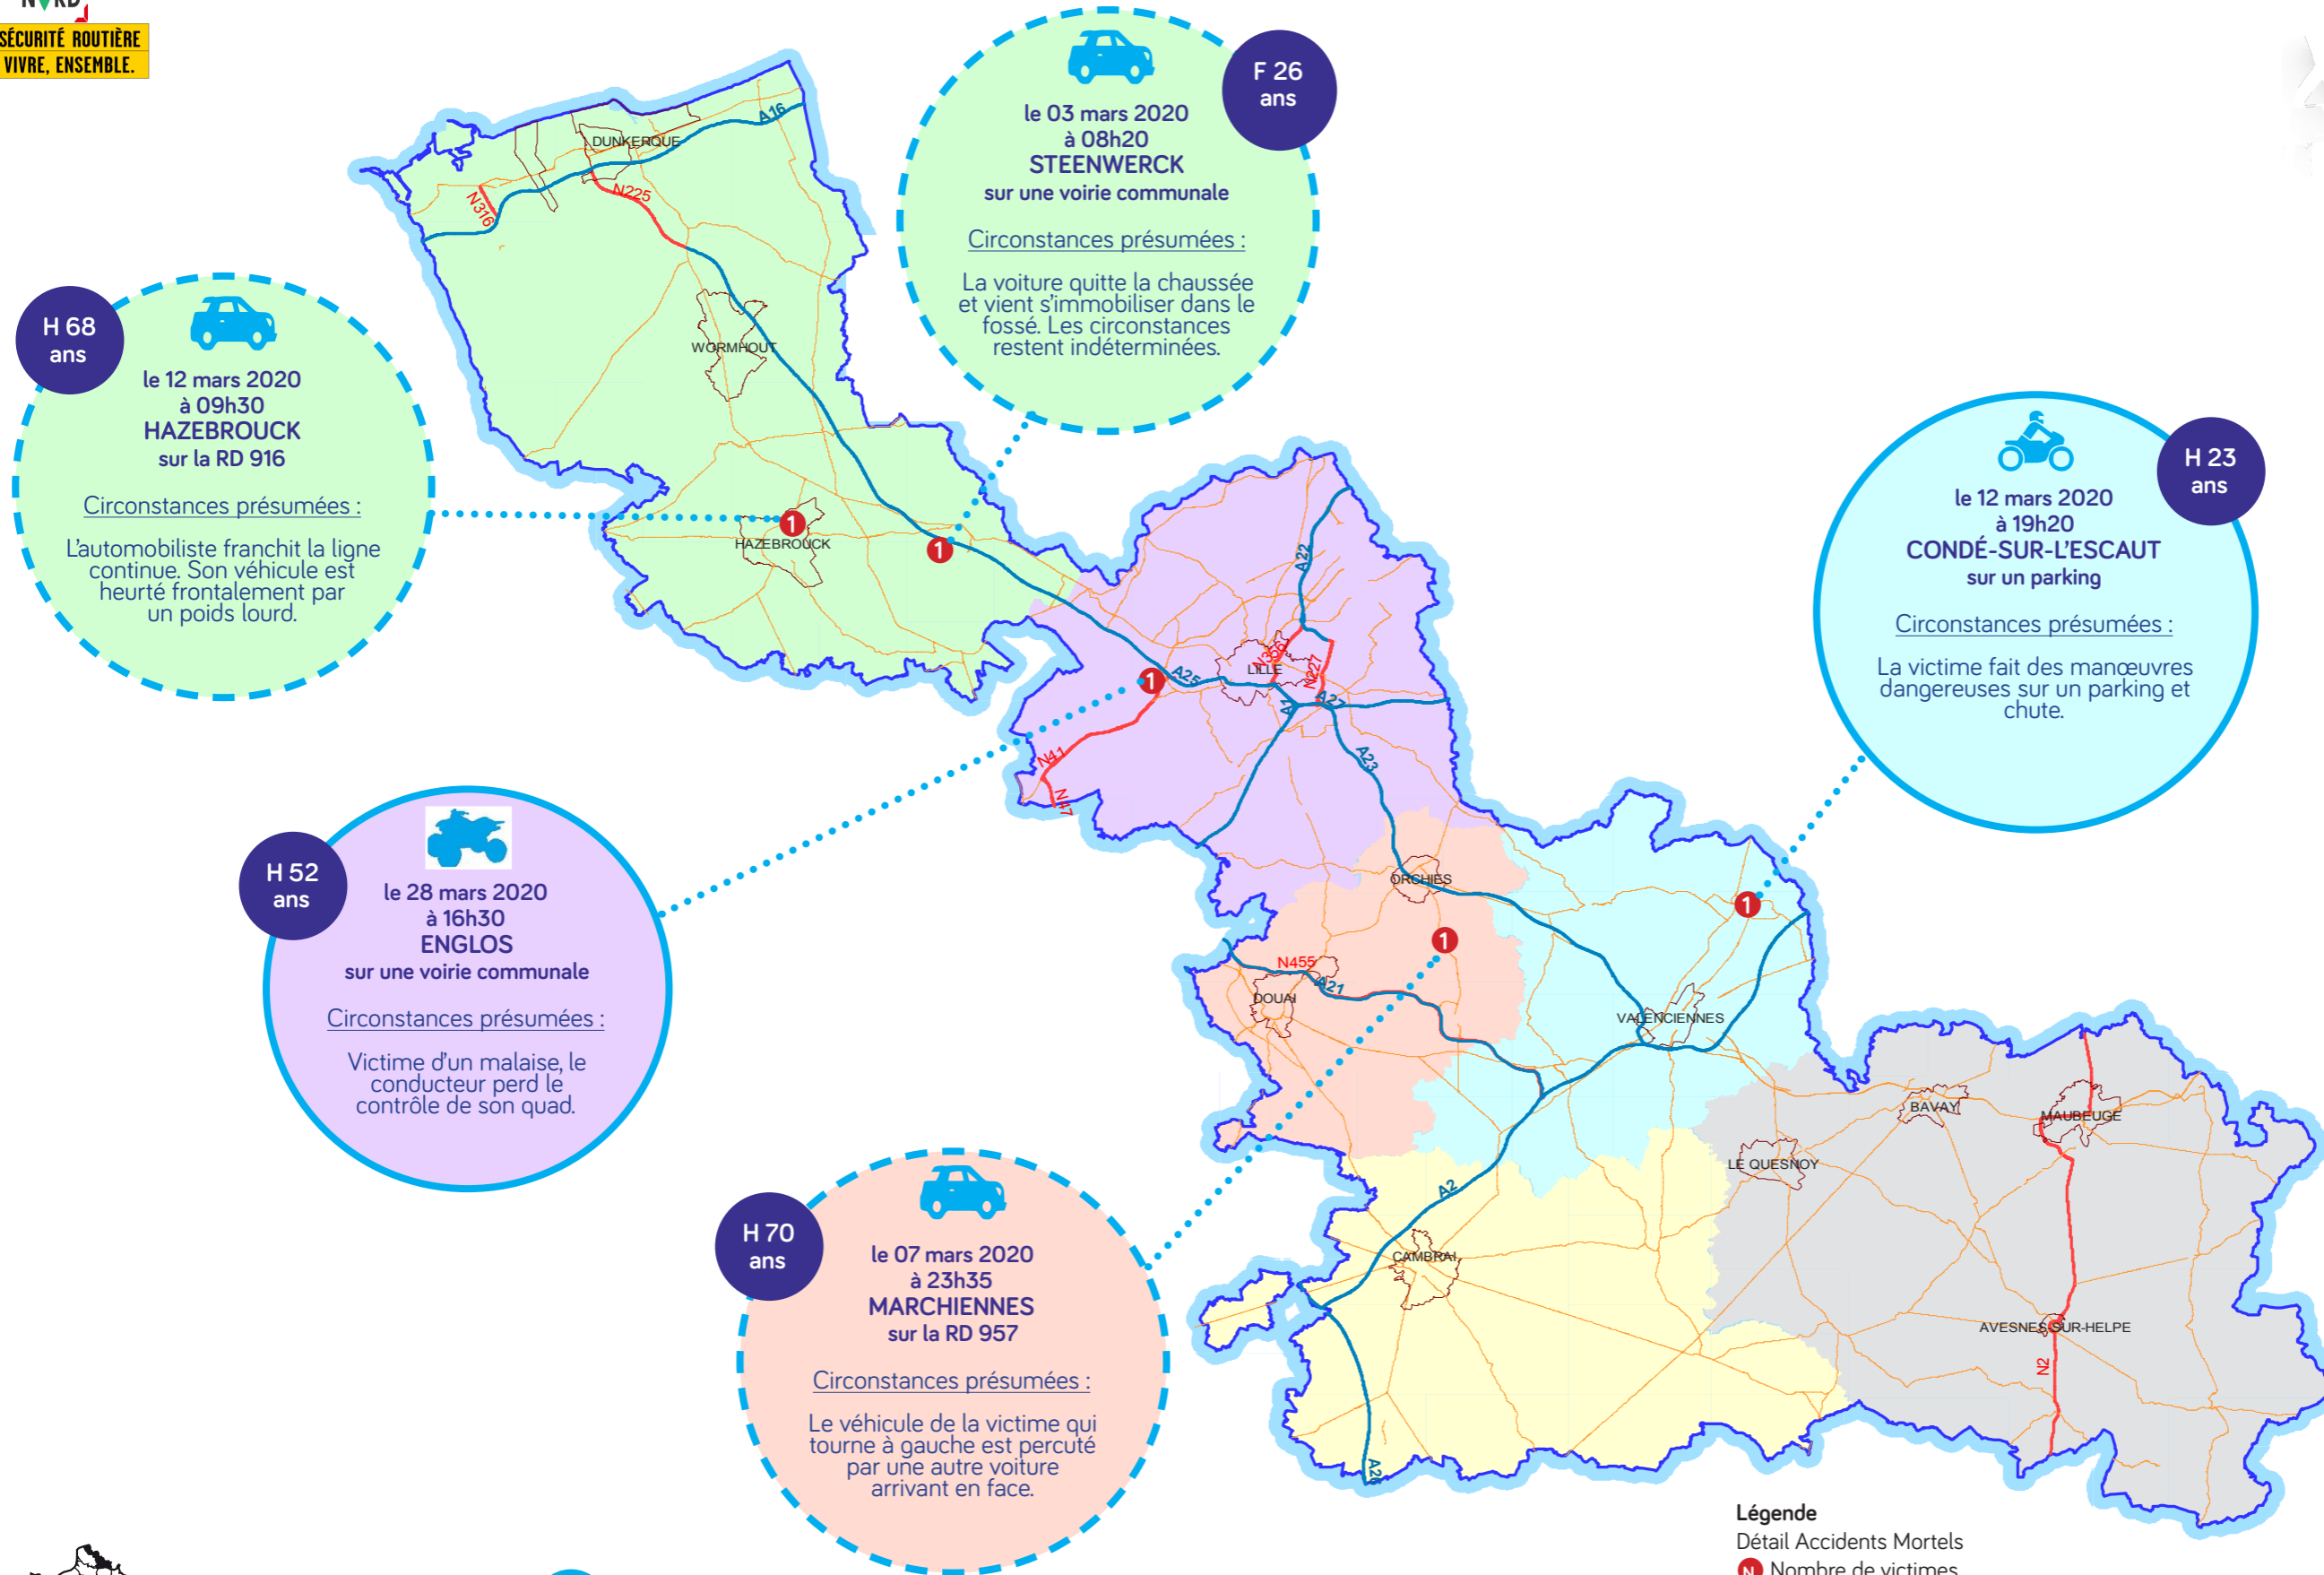 NORD
SÉCURITÉ ROUTIÈRE
VIVRE, ENSEMBLE.
F 26
ans
le 03 mars 2020
à 08h20
STEENWERCK
sur une voirie communale
Circonstances présumées :
La voiture quitte la chaussée
et vient s'immobiliser dans le
fossé. Les circonstances
restent indéterminées.
H 68
ans
le 12 mars 2020
à 09h30
HAZEBROUCK
sur la RD 916
Circonstances présumées :
L'automobiliste franchit la ligne
continue. Son véhicule est
heurté frontalement par
un poids lourd.
H 23
ans
le 12 mars 2020
à 19h20
CONDÉ-SUR-L'ESCAUT
sur un parking
Circonstances présumées :
La victime fait des manœuvres
dangereuses sur un parking et
chute.
H 52
ans
le 28 mars 2020
à 16h30
ENGLOS
sur une voirie communale
Circonstances présumées :
Victime d'un malaise, le
conducteur perd le
contrôle de son quad.
H 70
ans
le 07 mars 2020
à 23h35
MARCHIENNES
sur la RD 957
Circonstances présumées :
Le véhicule de la victime qui
tourne à gauche est percuté
par une autre voiture
arrivant en face.
A16
DUNKERQUE
N316
N225
WORMHOUT
1
HAZEBROUCK
1
A22
N356
LILLE
N227
1
A25
A1
A27
N41
N47
A23
ORCHIES
1
1
N455
A21
DOUAI
VALENCIENNES
BAVAY
MAUBEUGE
LE QUESNOY
A2
CAMBRAI
AVESNES-SUR-HELPE
N2
A26
Légende
Détail Accidents Mortels
N Nombre de victimes